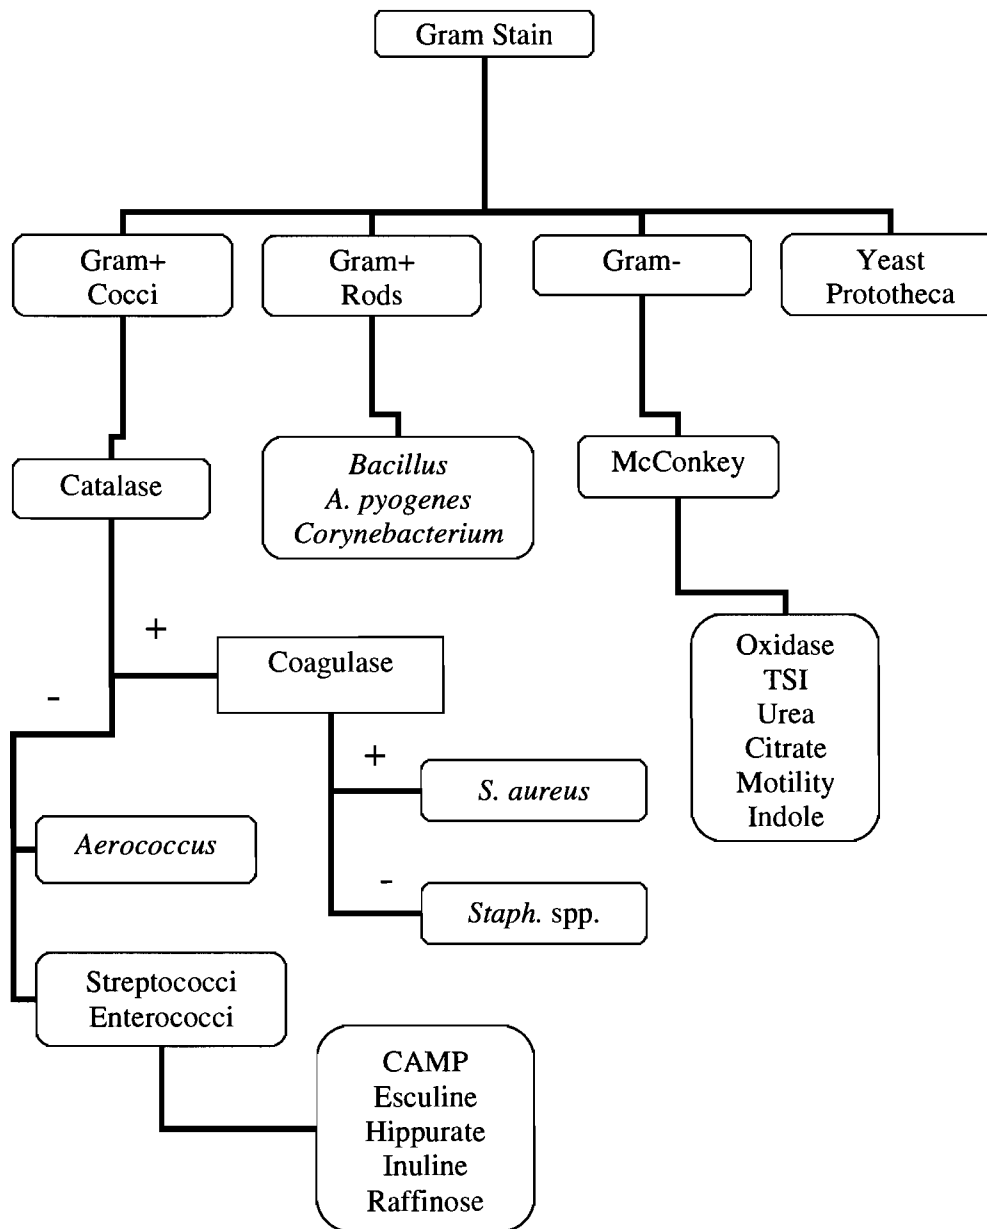 Gram Stain
Gram+
Cocci
Gram+
Rods
Gram-
Yeast
Prototheca
Catalase
Bacillus
A. pyogenes
Corynebacterium
McConkey
+
-
Coagulase
Oxidase
TSI
Urea
Citrate
Motility
Indole
+
S. aureus
Aerococcus
-
Staph. spp.
Streptococci
Enterococci
CAMP
Esculine
Hippurate
Inuline
Raffinose